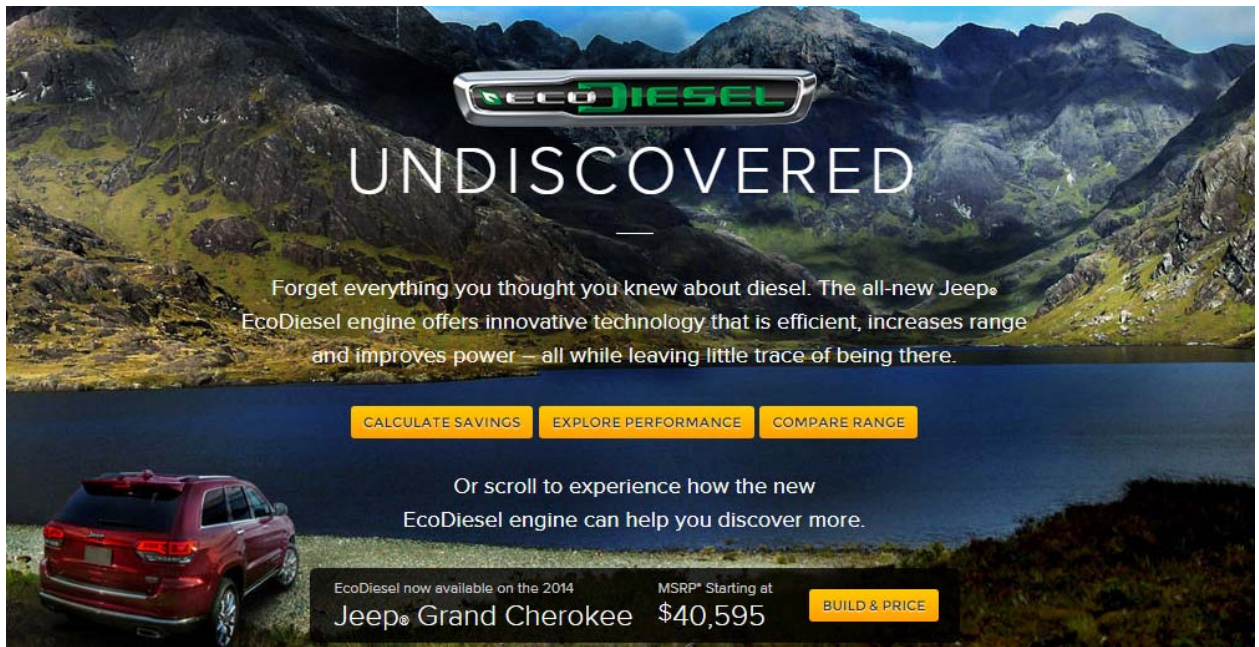 ECODIESEL
UNDISCOVERED
Forget everything you thought you knew about diesel. The all-new Jeep®
EcoDiesel engine offers innovative technology that is efficient, increases range
and improves power – all while leaving little trace of being there.
CALCULATE SAVINGS EXPLORE PERFORMANCE COMPARE RANGE
Or scroll to experience how the new
EcoDiesel engine can help you discover more.
Jeep
EcoDiesel now available on the 2014 MSRP* Starting at
Jeep® Grand Cherokee $40,595 BUILD & PRICE